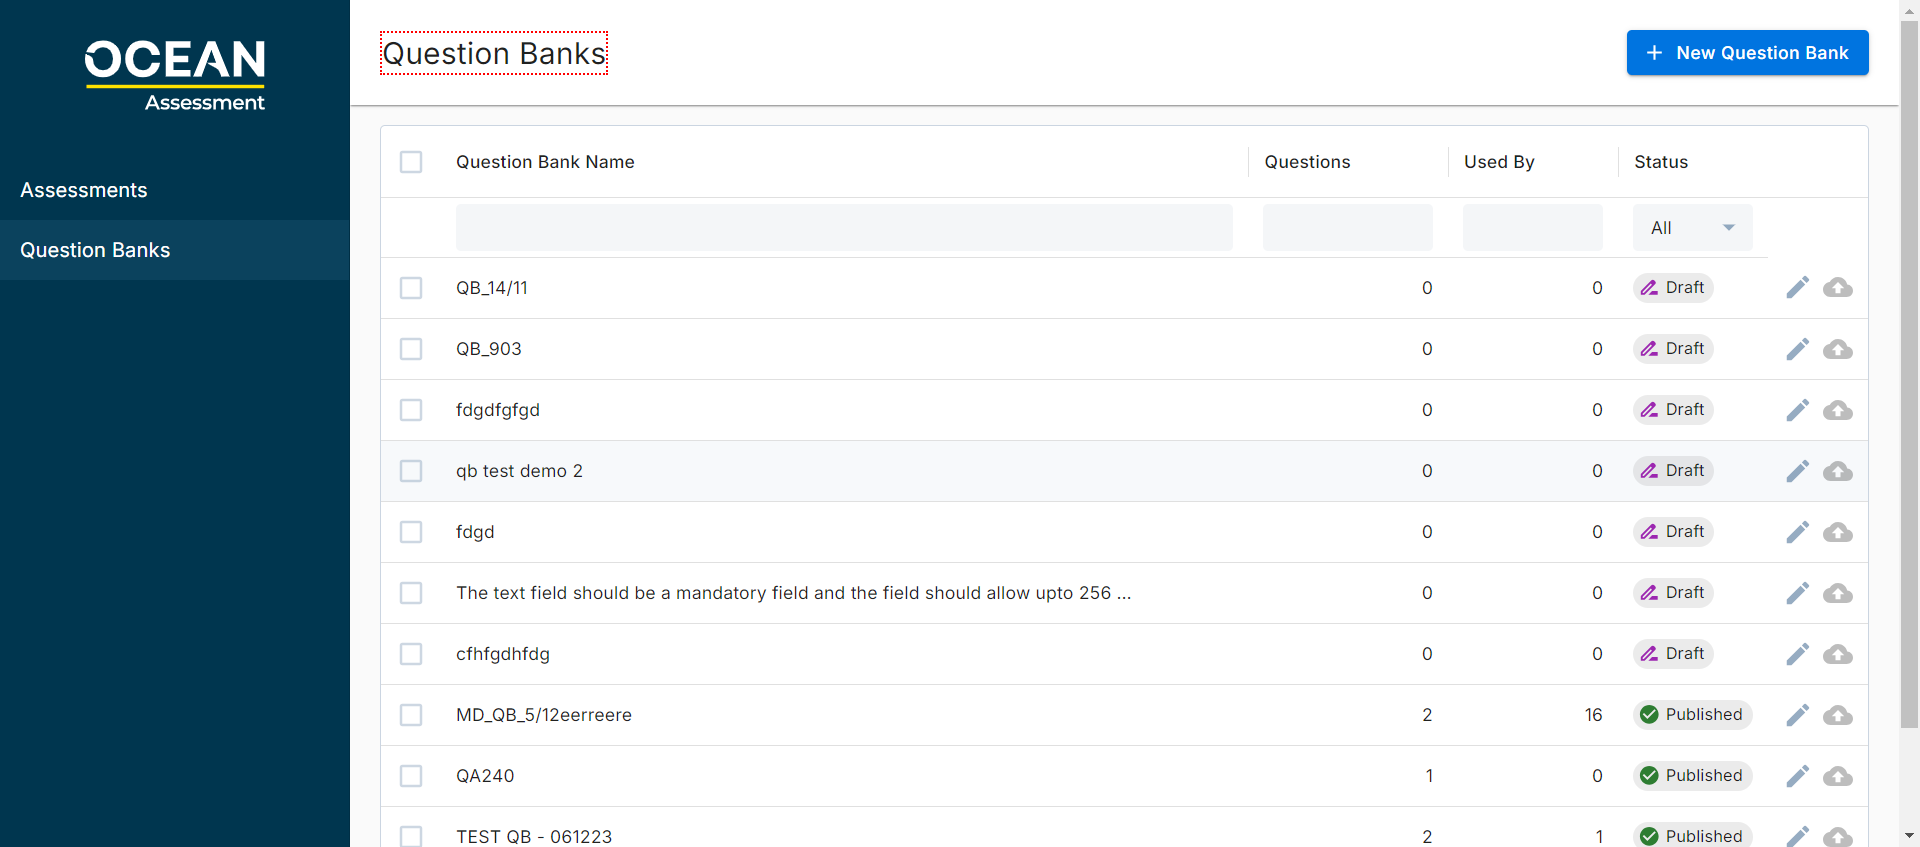 OCEAN
Assessment
Assessments
Question Banks
Question Banks
+ New Question Bank
Question Bank Name Questions Used By Status
All
QB_14/11 0 0 Draft
QB_903 0 0 Draft
fdgdfgfgd 0 0 Draft
qb test demo 2 0 0 Draft
fdgd 0 0 Draft
The text field should be a mandatory field and the field should allow upto 256 ... 0 0 Draft
cfhfgdhfdg 0 0 Draft
MD_QB_5/12eerreere 2 16 Published
QA240 1 0 Published
TEST QB - 061223 2 1 Published